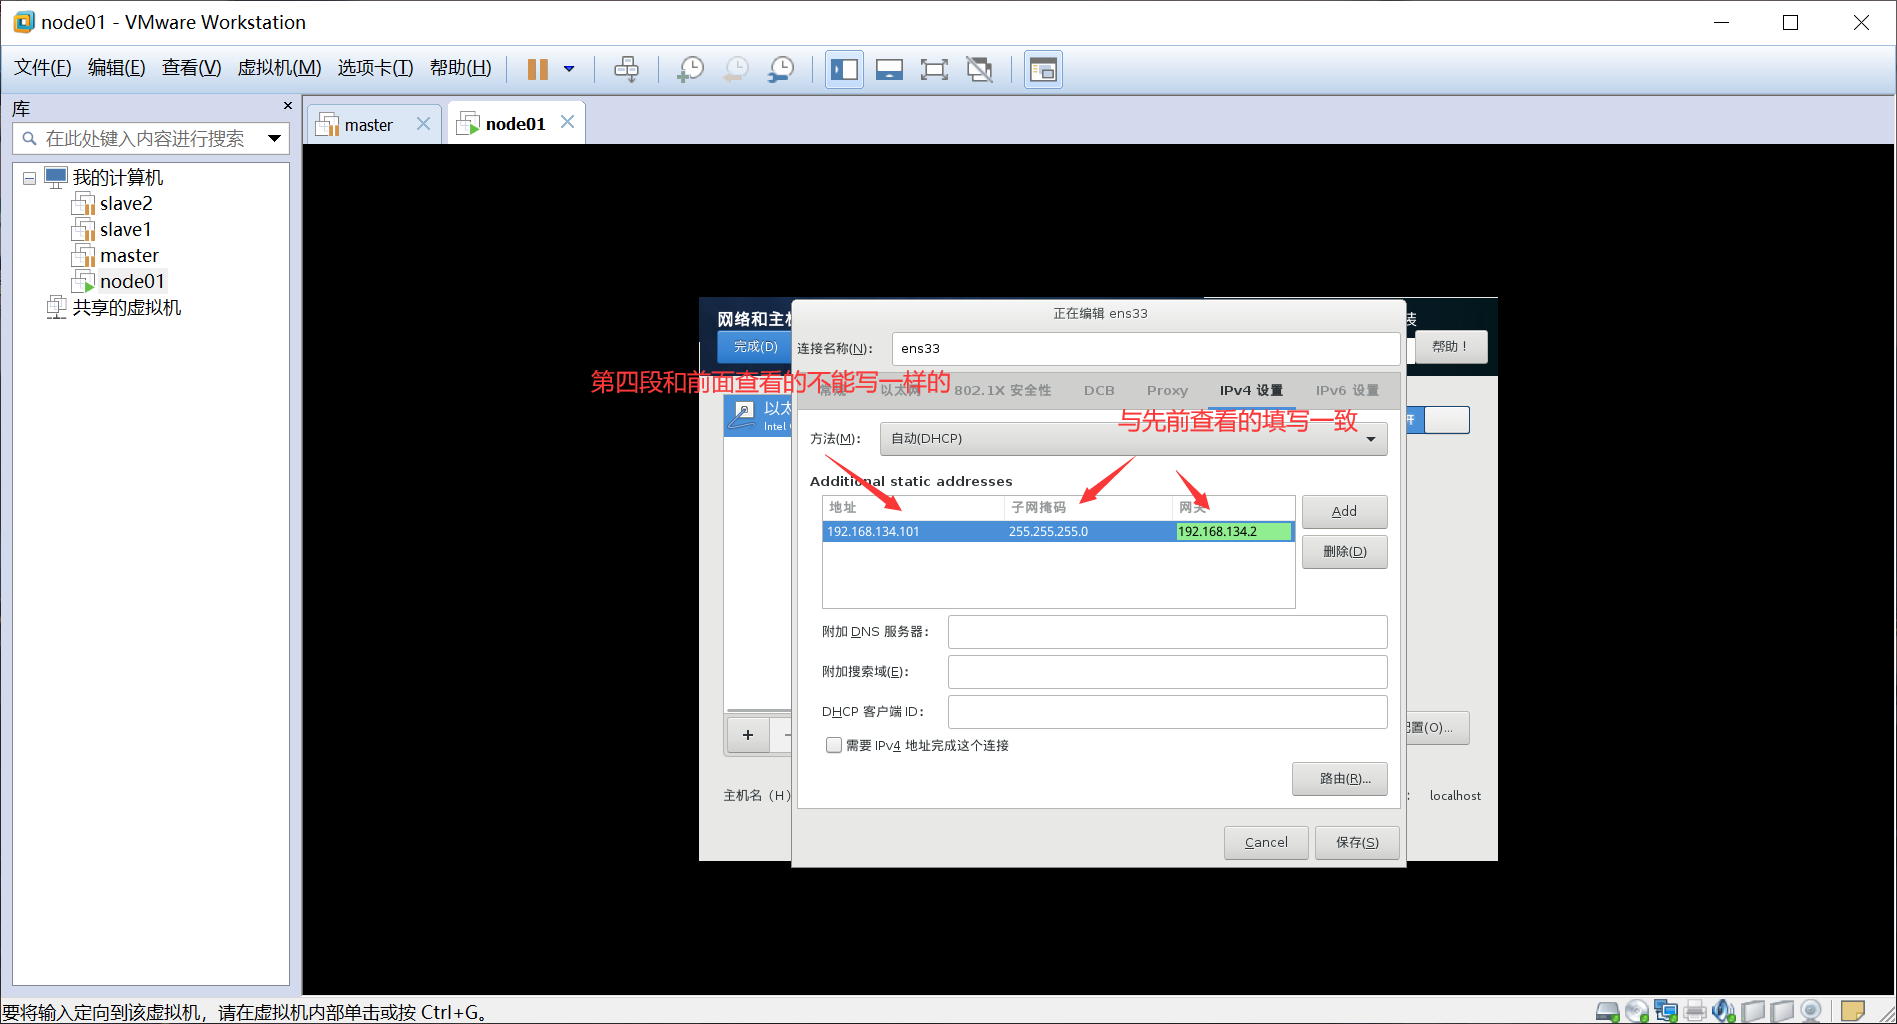 node01 - VMware Workstation
文件(F) 编辑(E) 查看(V) 虚拟机(M) 选项卡(T) 帮助(H)
库
在此处键入内容进行搜索
我的计算机
slave2
slave1
master
node01
共享的虚拟机
master
node01
网络和主机
装
完成(D)
帮助！
正在编辑 ens33
连接名称(N)：
ens33
第四段和前面查看的不能写一样的
常规 以太网 802.1X 安全性 DCB Proxy IPv4 设置 IPv6 设置
以太
Intel
开
与先前查看的填写一致
方法(M)：
自动(DHCP)
Additional static addresses
地址 子网掩码 网关
192.168.134.101 255.255.255.0 192.168.134.2
Add
删除(D)
附加 DNS 服务器：
附加搜索域(E)：
DHCP 客户端 ID：
需要 IPv4 地址完成这个连接
路由(R)...
Cancel
保存(S)
+ −
配置(O)...
主机名（H）
：
localhost
要将输入定向到该虚拟机，请在虚拟机内部单击或按 Ctrl+G。